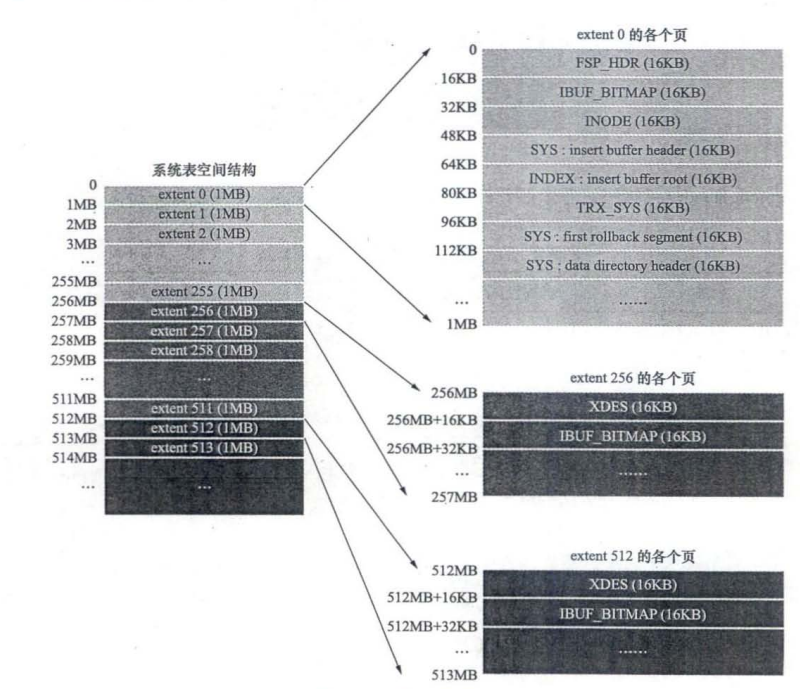 系统表空间结构
0
extent 0 (1MB)
1MB
extent 1 (1MB)
2MB
extent 2 (1MB)
3MB
...
...
255MB
extent 255 (1MB)
256MB
extent 256 (1MB)
257MB
extent 257 (1MB)
258MB
extent 258 (1MB)
259MB
...
...
511MB
extent 511 (1MB)
512MB
extent 512 (1MB)
513MB
extent 513 (1MB)
514MB
...
...
extent 0 的各个页
0
FSP_HDR (16KB)
16KB
IBUF_BITMAP (16KB)
32KB
INODE (16KB)
48KB
SYS : insert buffer header (16KB)
64KB
INDEX : insert buffer root (16KB)
80KB
TRX_SYS (16KB)
96KB
SYS : first rollback segment (16KB)
112KB
SYS : data directory header (16KB)
...
......
1MB
extent 256 的各个页
256MB
XDES (16KB)
256MB+16KB
IBUF_BITMAP (16KB)
256MB+32KB
...
......
257MB
extent 512 的各个页
512MB
XDES (16KB)
512MB+16KB
IBUF_BITMAP (16KB)
512MB+32KB
...
......
513MB